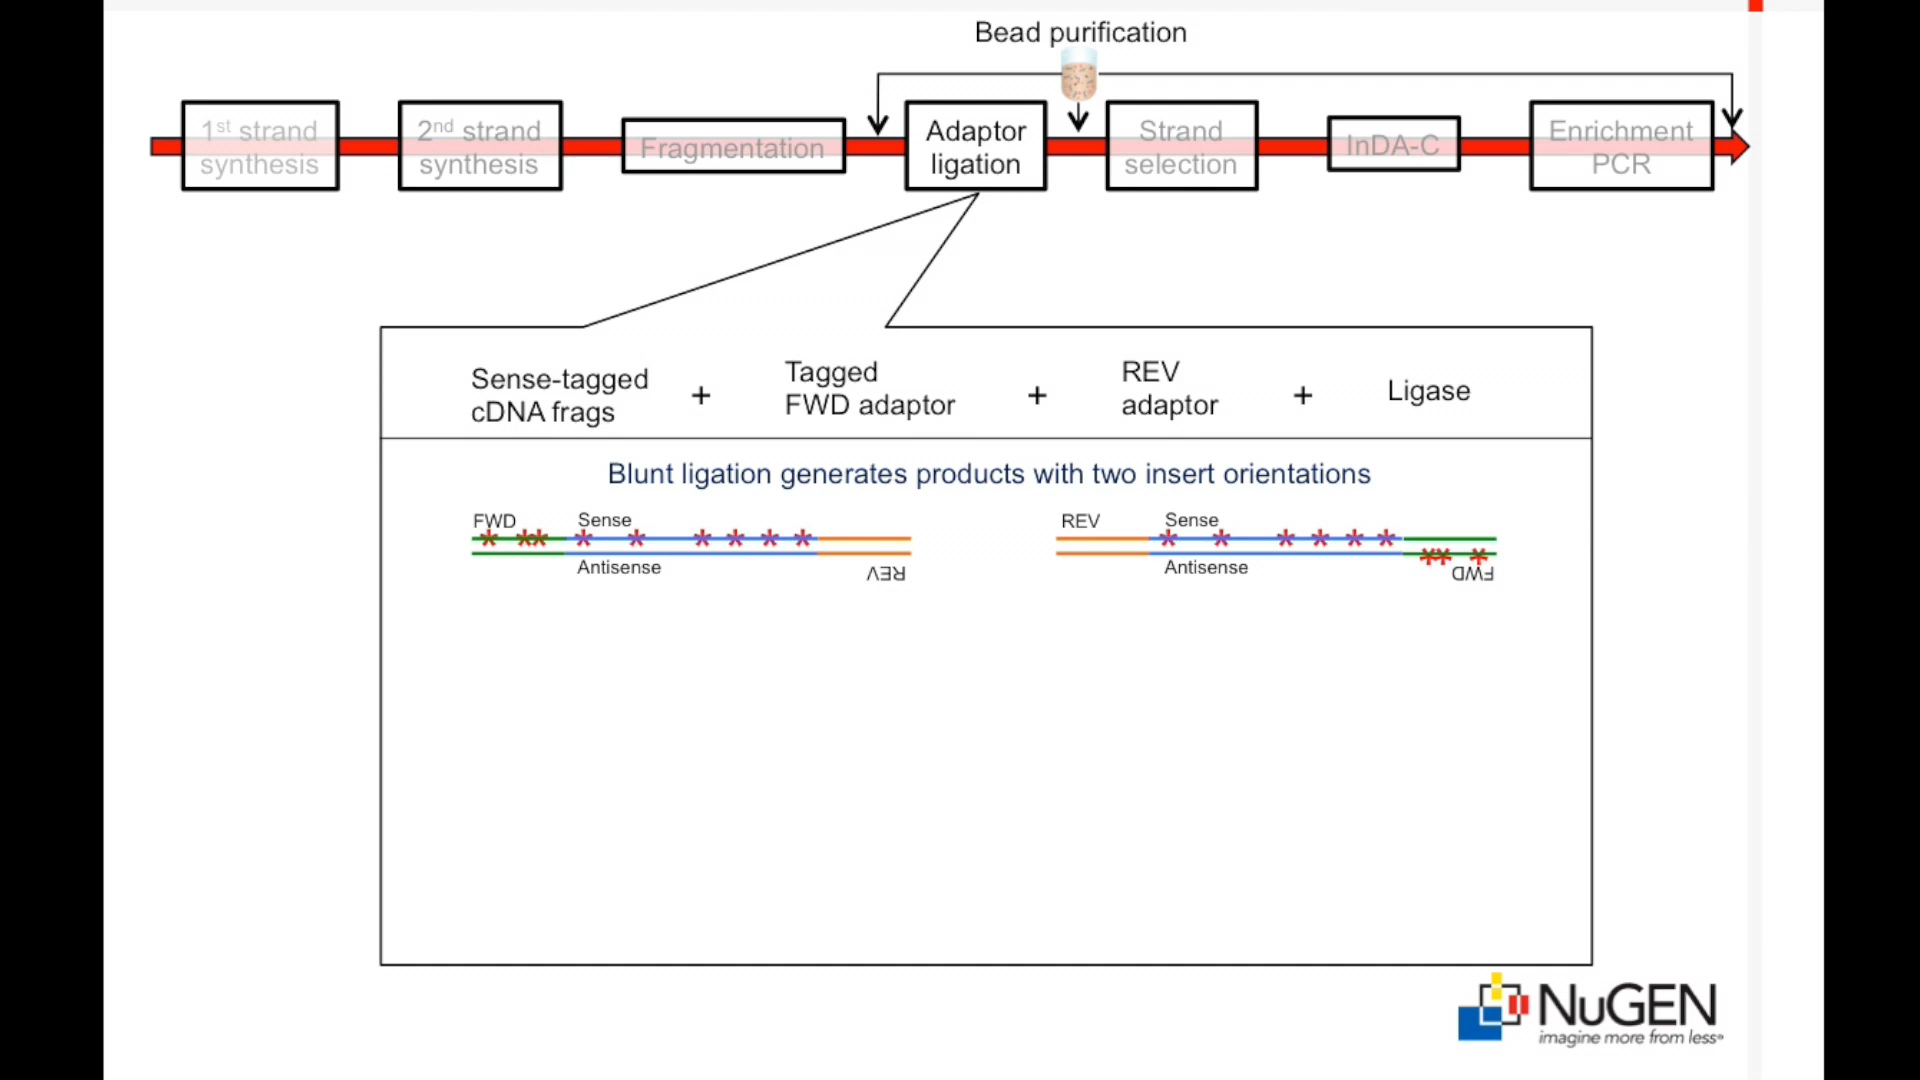 Bead purification
1st strand
synthesis
2nd strand
synthesis
Fragmentation
Adaptor
ligation
Strand
selection
InDA-C
Enrichment
PCR
Sense-tagged
cDNA frags
+
Tagged
FWD adaptor
+
REV
adaptor
+
Ligase
Blunt ligation generates products with two insert orientations
FWD
Sense
Antisense
REV
REV
Sense
Antisense
FWD
NuGEN
imagine more from less